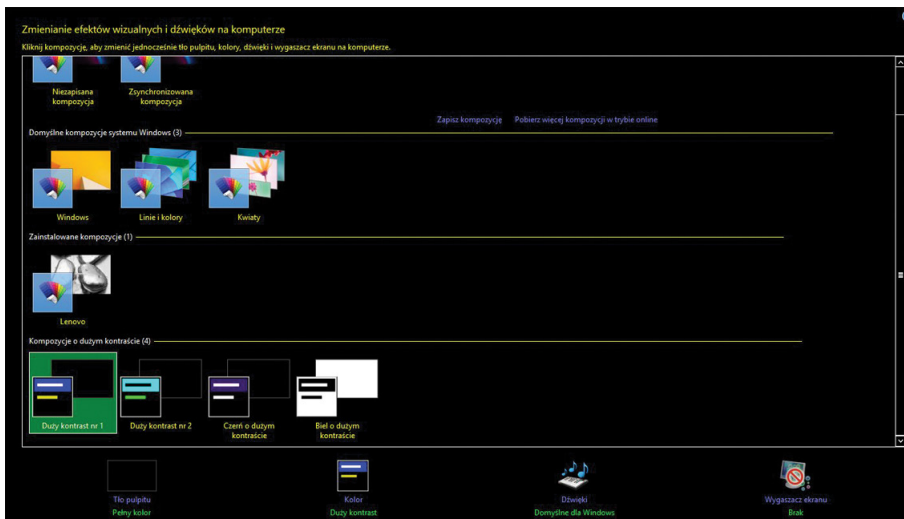 Zmienianie efektów wizualnych i dźwięków na komputerze
Kliknij kompozycję, aby zmienić jednocześnie tło pulpitu, kolory, dźwięki i wygaszacz ekranu na komputerze.
Niezapisana kompozycja
Zsynchronizowana kompozycja
Zapisz kompozycję Pobierz więcej kompozycji w trybie online
Domyślne kompozycje systemu Windows (3)
Windows Linie i kolory Kwiaty
Zainstalowane kompozycje (1)
Lenovo
Kompozycje o dużym kontraście (4)
Duży kontrast nr 1 Duży kontrast nr 2 Czerń o dużym kontraście Biel o dużym kontraście
Tło pulpitu Kolor Dźwięki Wygaszacz ekranu
Pełny kolor Duży kontrast Domyślne dla Windows Brak